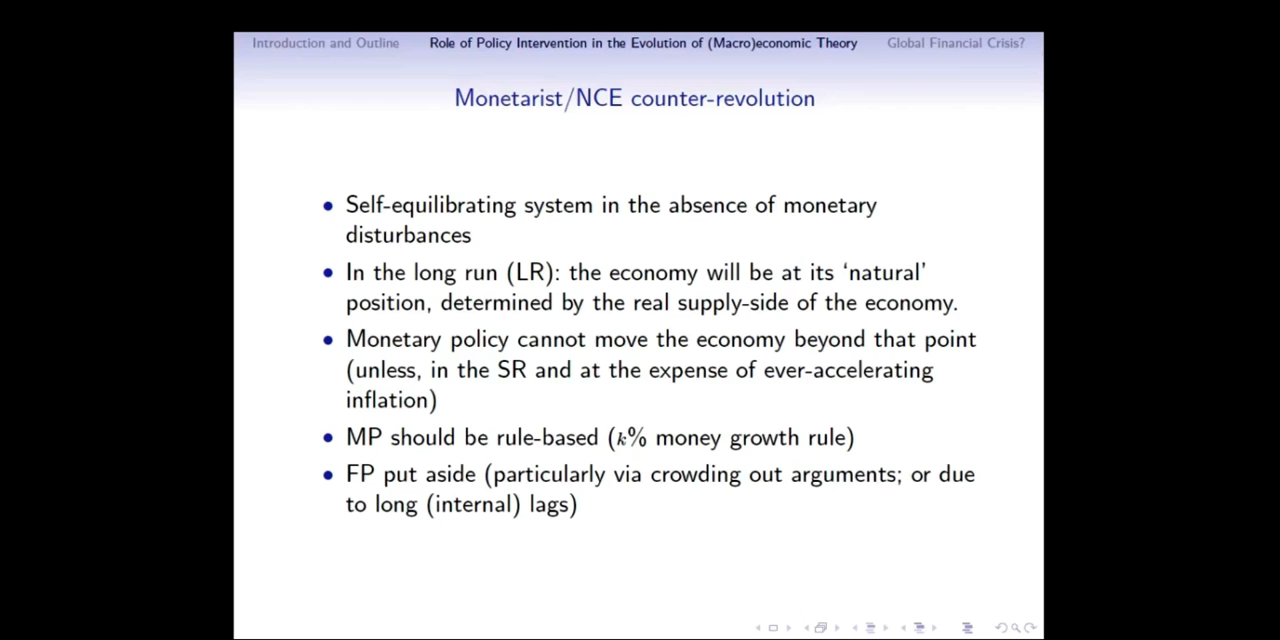 Introduction and Outline Role of Policy Intervention in the Evolution of (Macro)economic Theory Global Financial Crisis?
Monetarist/NCE counter-revolution
• Self-equilibrating system in the absence of monetary
disturbances
• In the long run (LR): the economy will be at its ‘natural’
position, determined by the real supply-side of the economy.
• Monetary policy cannot move the economy beyond that point
(unless, in the SR and at the expense of ever-accelerating
inflation)
• MP should be rule-based (k% money growth rule)
• FP put aside (particularly via crowding out arguments; or due
to long (internal) lags)